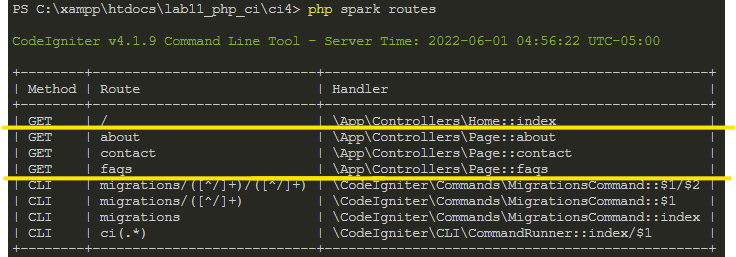 PS C:\xampp\htdocs\lab11_php_ci\ci4> php spark routes
CodeIgniter v4.1.9 Command Line Tool - Server Time: 2022-06-01 04:56:22 UTC-05:00
+--------+-----------------------------+--------------------------------------------------+
| Method | Route                       | Handler                                          |
+--------+-----------------------------+--------------------------------------------------+
| GET    | /                           | \App\Controllers\Home::index                     |
| GET    | about                       | \App\Controllers\Page::about                     |
| GET    | contact                     | \App\Controllers\Page::contact                   |
| GET    | faqs                        | \App\Controllers\Page::faqs                      |
| CLI    | migrations/([^/]+)/([^/]+)  | \CodeIgniter\Commands\MigrationsCommand::$1/$2   |
| CLI    | migrations/([^/]+)          | \CodeIgniter\Commands\MigrationsCommand::$1      |
| CLI    | migrations                  | \CodeIgniter\Commands\MigrationsCommand::index   |
| CLI    | ci(.*)                      | \CodeIgniter\CLI\CommandRunner::index/$1         |
+--------+-----------------------------+--------------------------------------------------+